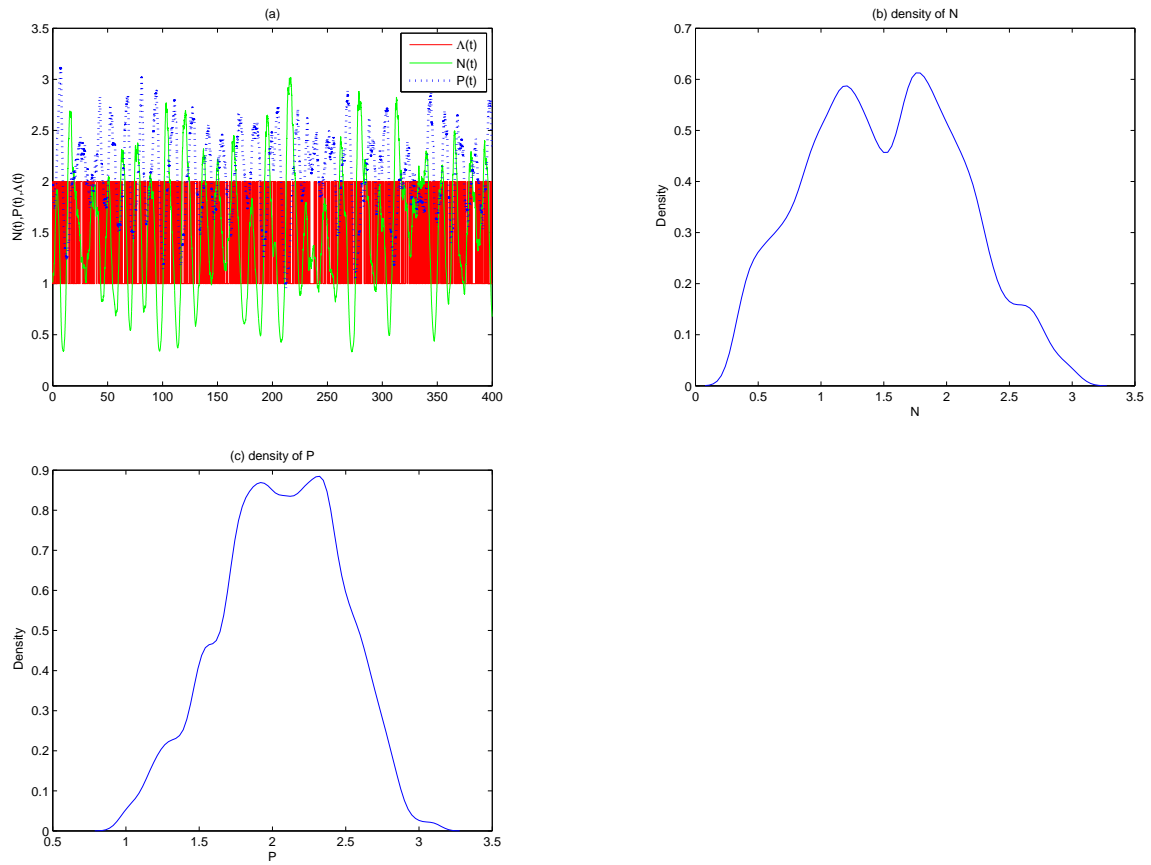 (a)
N(t),P(t),Λ(t)
3.5
3
2.5
2
1.5
1
0.5
0
0 50 100 150 200 250 300 350 400
Λ(t)
N(t)
P(t)
(b) density of N
Density
0.7
0.6
0.5
0.4
0.3
0.2
0.1
0
0 0.5 1 1.5 2 2.5 3 3.5
N
(c) density of P
Density
0.9
0.8
0.7
0.6
0.5
0.4
0.3
0.2
0.1
0
0.5 1 1.5 2 2.5 3 3.5
P